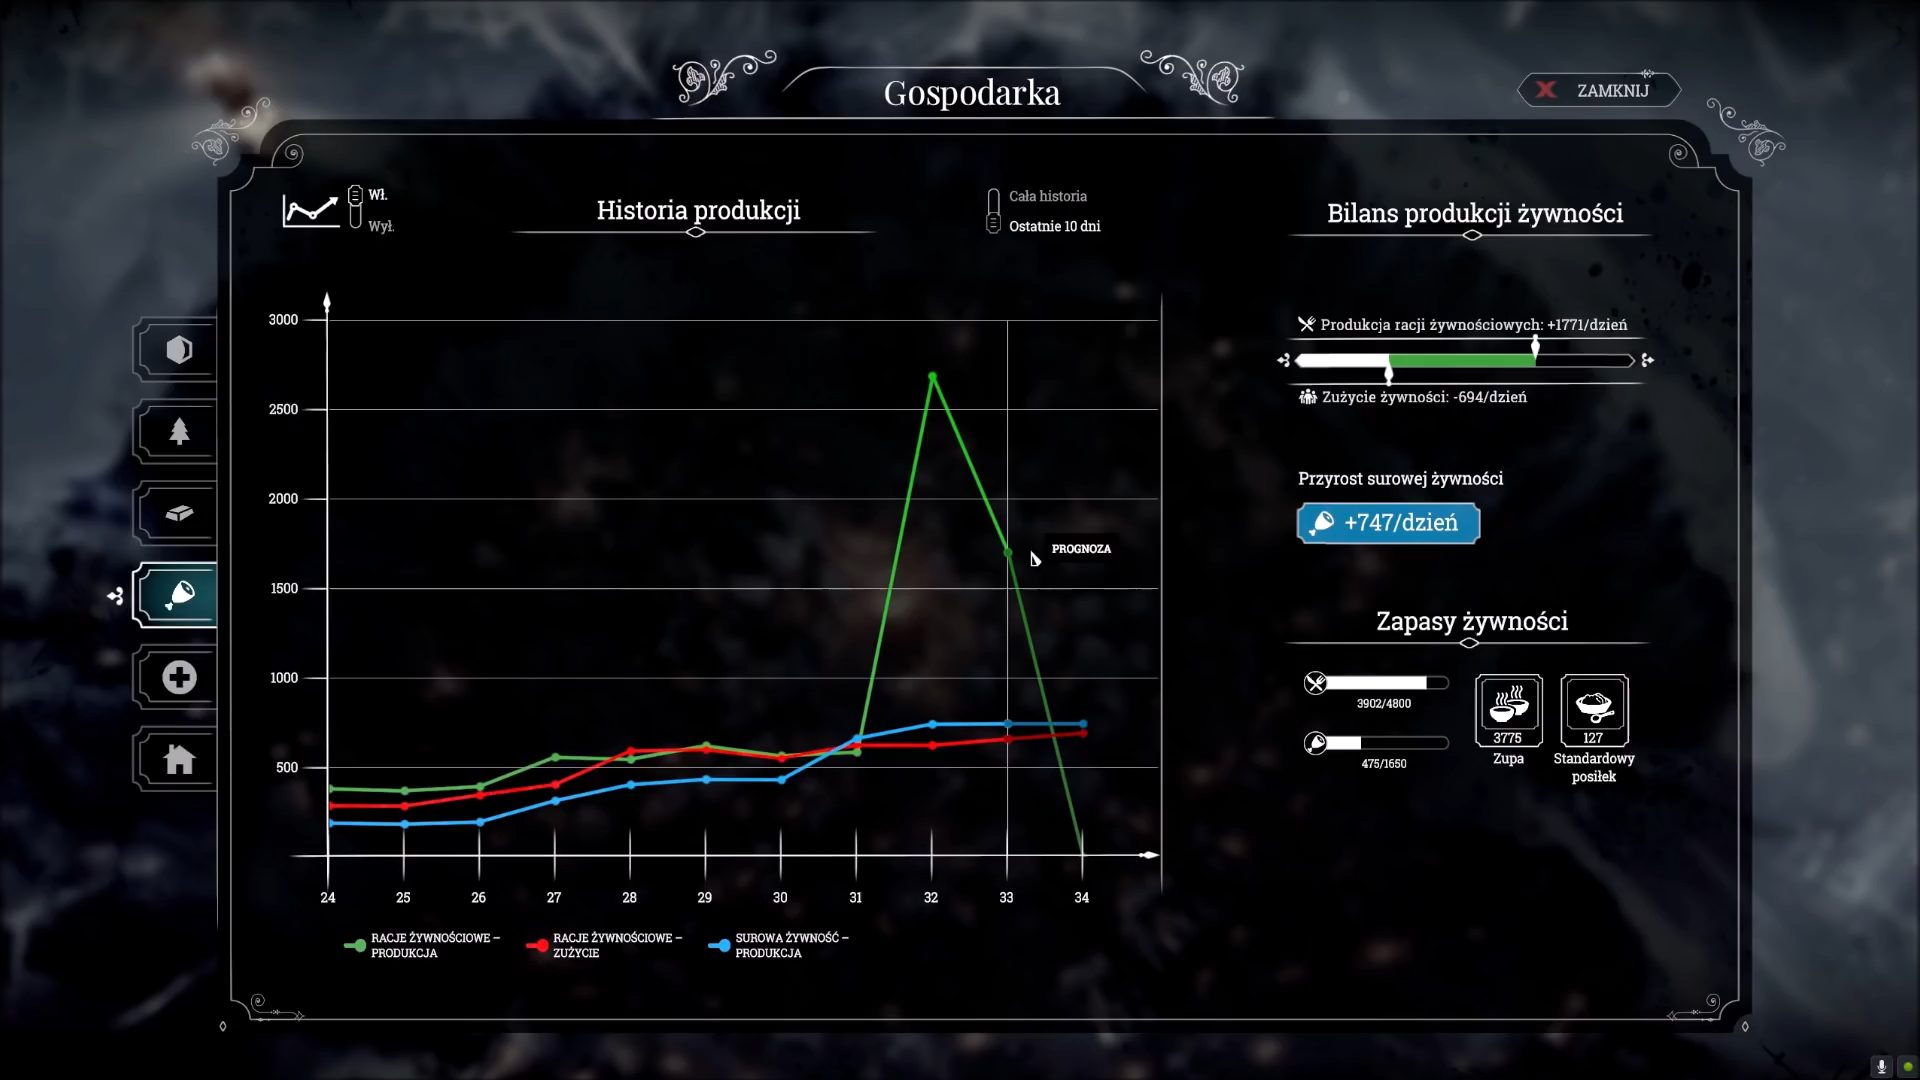 Gospodarka
ZAMKNIJ
Wł.
Wył.
Historia produkcji
Cała historia
Ostatnie 10 dni
Bilans produkcji żywności
3000
2500
2000
1500
1000
500
PROGNOZA
24 25 26 27 28 29 30 31 32 33 34
RACJE ŻYWNOŚCIOWE –
PRODUKCJA
RACJE ŻYWNOŚCIOWE –
ZUŻYCIE
SUROWA ŻYWNOŚĆ –
PRODUKCJA
Produkcja racji żywnościowych: +1771/dzień
Zużycie żywności: -694/dzień
Przyrost surowej żywności
+747/dzień
Zapasy żywności
3902/4800
475/1650
3775
Zupa
127
Standardowy
posiłek